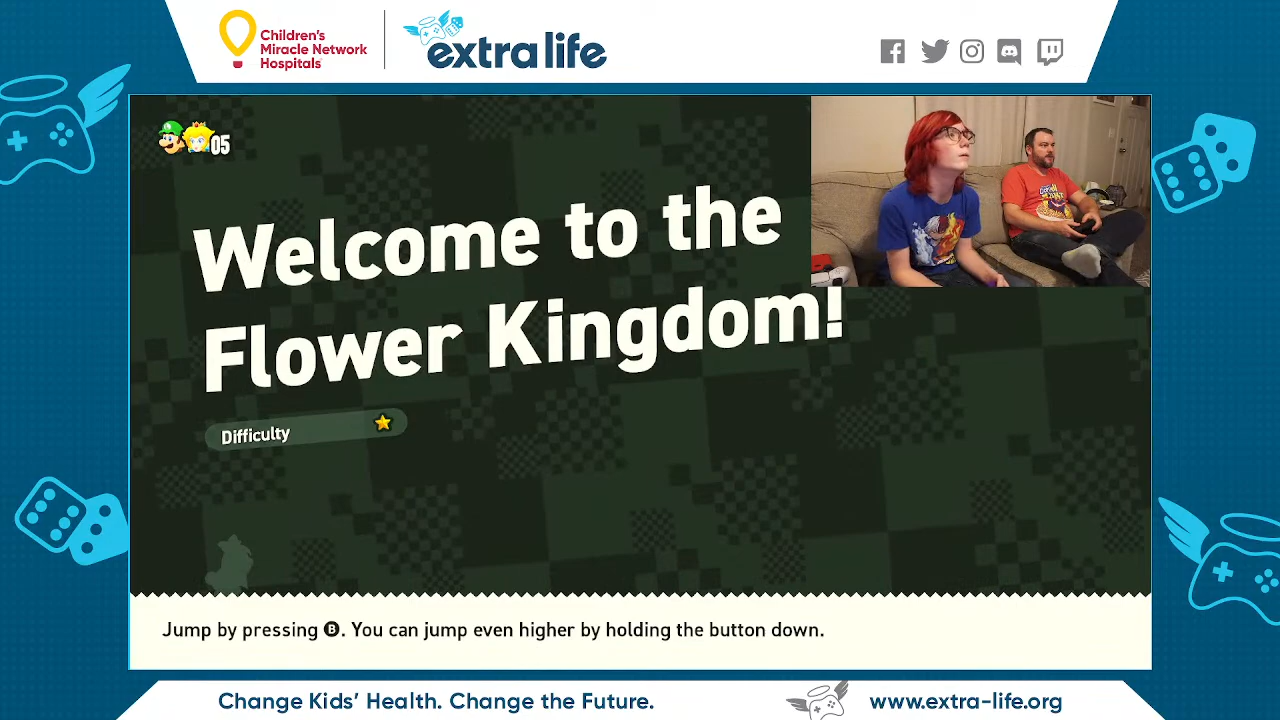 Children's
Miracle Network
Hospitals
extra life
05
Welcome to the
Flower Kingdom!
Difficulty
Jump by pressing B. You can jump even higher by holding the button down.
Change Kids' Health. Change the Future.
www.extra-life.org